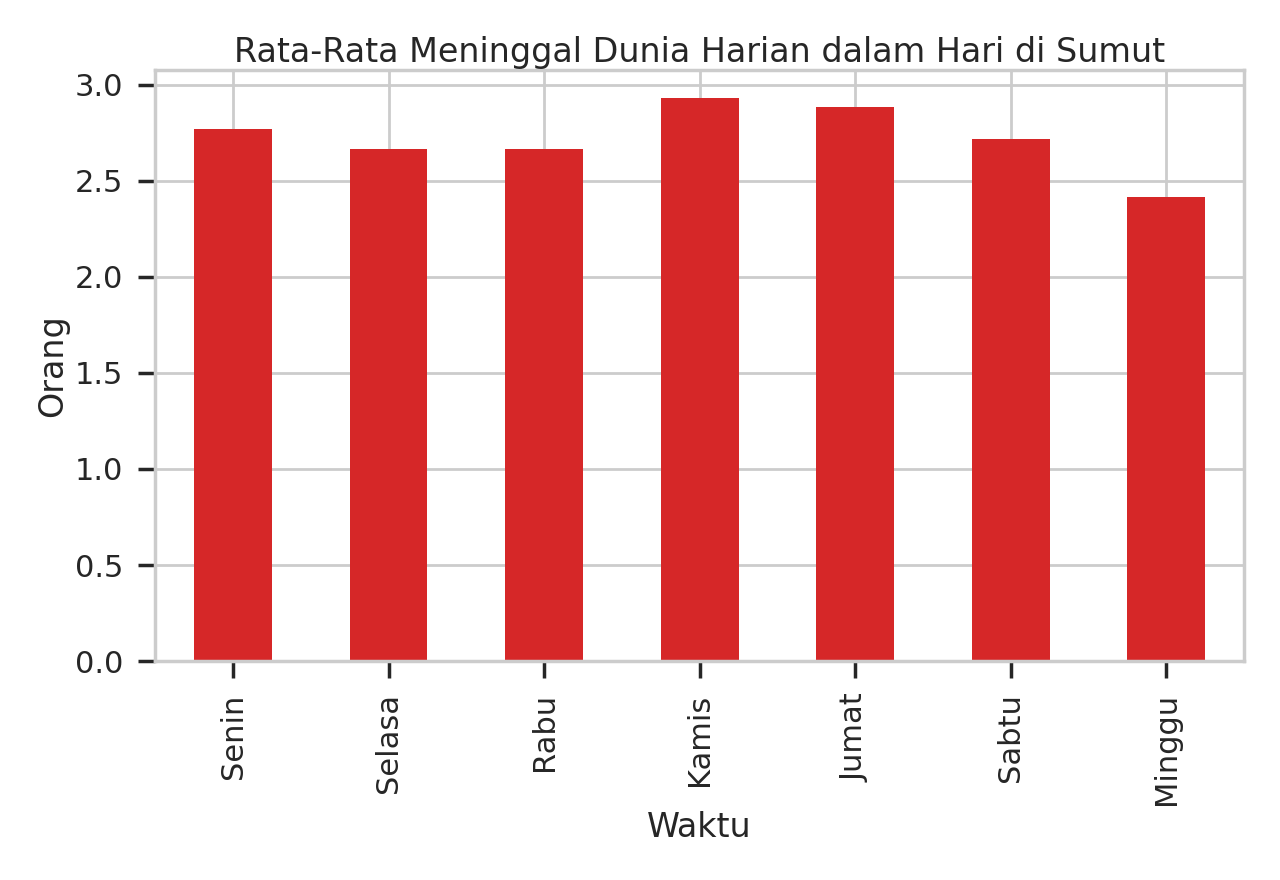 Rata-Rata Meninggal Dunia Harian dalam Hari di Sumut
3.0
2.5
2.0
1.5
1.0
0.5
0.0
Orang
Senin
Selasa
Rabu
Kamis
Jumat
Sabtu
Minggu
Waktu